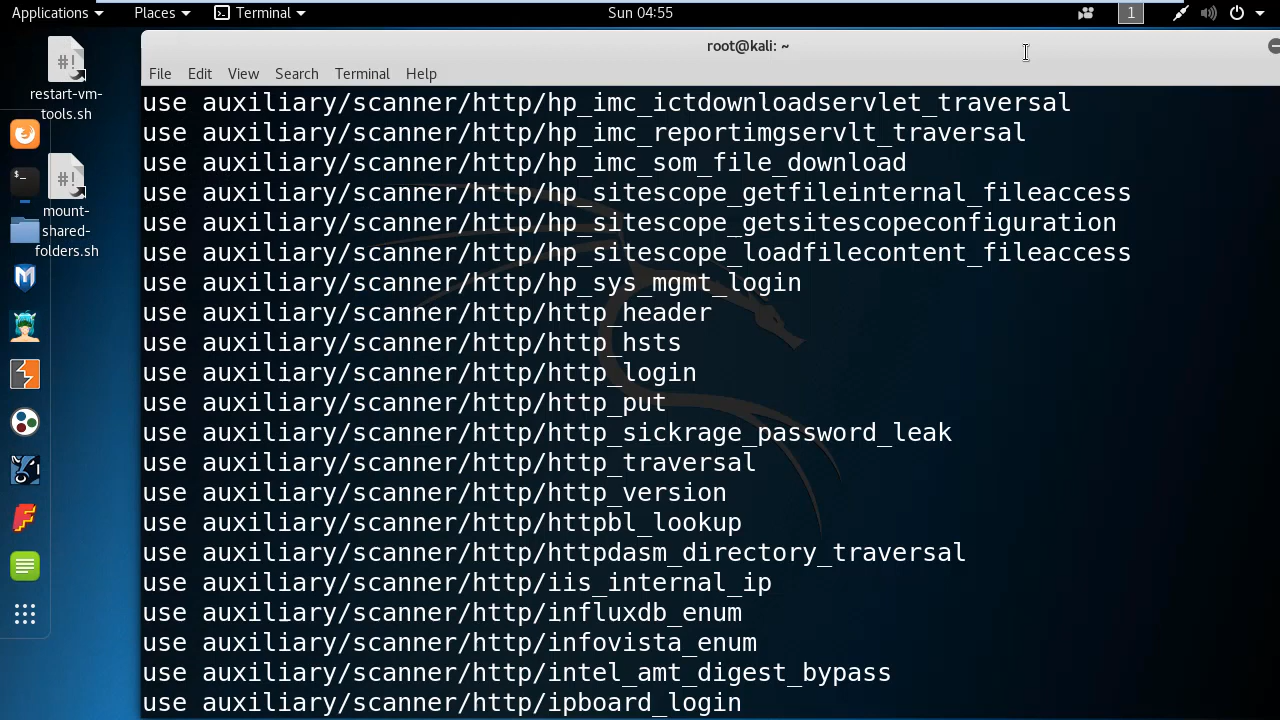 Applications Places Terminal Sun 04:55 1
root@kali: ~
File Edit View Search Terminal Help
#!
restart-vm-
tools.sh
$_
#!
mount-
shared-
folders.sh
use auxiliary/scanner/http/hp_imc_ictdownloadservlet_traversal
use auxiliary/scanner/http/hp_imc_reportimgservlt_traversal
use auxiliary/scanner/http/hp_imc_som_file_download
use auxiliary/scanner/http/hp_sitescope_getfileinternal_fileaccess
use auxiliary/scanner/http/hp_sitescope_getsitescopeconfiguration
use auxiliary/scanner/http/hp_sitescope_loadfilecontent_fileaccess
use auxiliary/scanner/http/hp_sys_mgmt_login
use auxiliary/scanner/http/http_header
use auxiliary/scanner/http/http_hsts
use auxiliary/scanner/http/http_login
use auxiliary/scanner/http/http_put
use auxiliary/scanner/http/http_sickrage_password_leak
use auxiliary/scanner/http/http_traversal
use auxiliary/scanner/http/http_version
use auxiliary/scanner/http/httpbl_lookup
use auxiliary/scanner/http/httpdasm_directory_traversal
use auxiliary/scanner/http/iis_internal_ip
use auxiliary/scanner/http/influxdb_enum
use auxiliary/scanner/http/infovista_enum
use auxiliary/scanner/http/intel_amt_digest_bypass
use auxiliary/scanner/http/ipboard_login